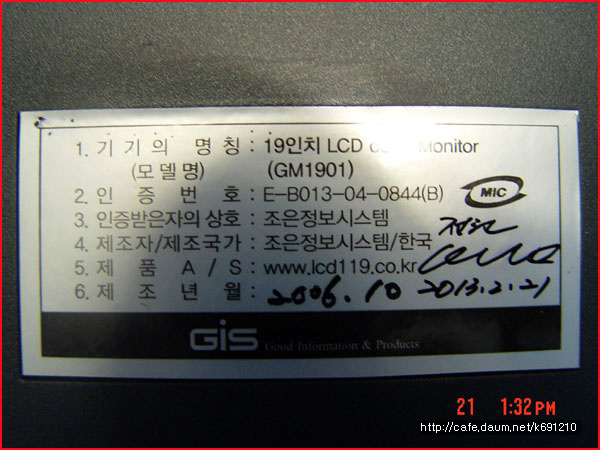 1. 기기의 명칭 : 19인치 LCD Monitor
(모델명) (GM1901)
2. 인증번호 : E-B013-04-0844(B) MIC
3. 인증받은자의 상호 : 조은정보시스템
4. 제조자/제조국가 : 조은정보시스템/한국
5. 제품 A/S : www.lcd119.co.kr
6. 제조년월 : 2006.10 2013.2.21
GIS Good Information & Products
21 1:32PM
http://cafe.daum.net/k691210